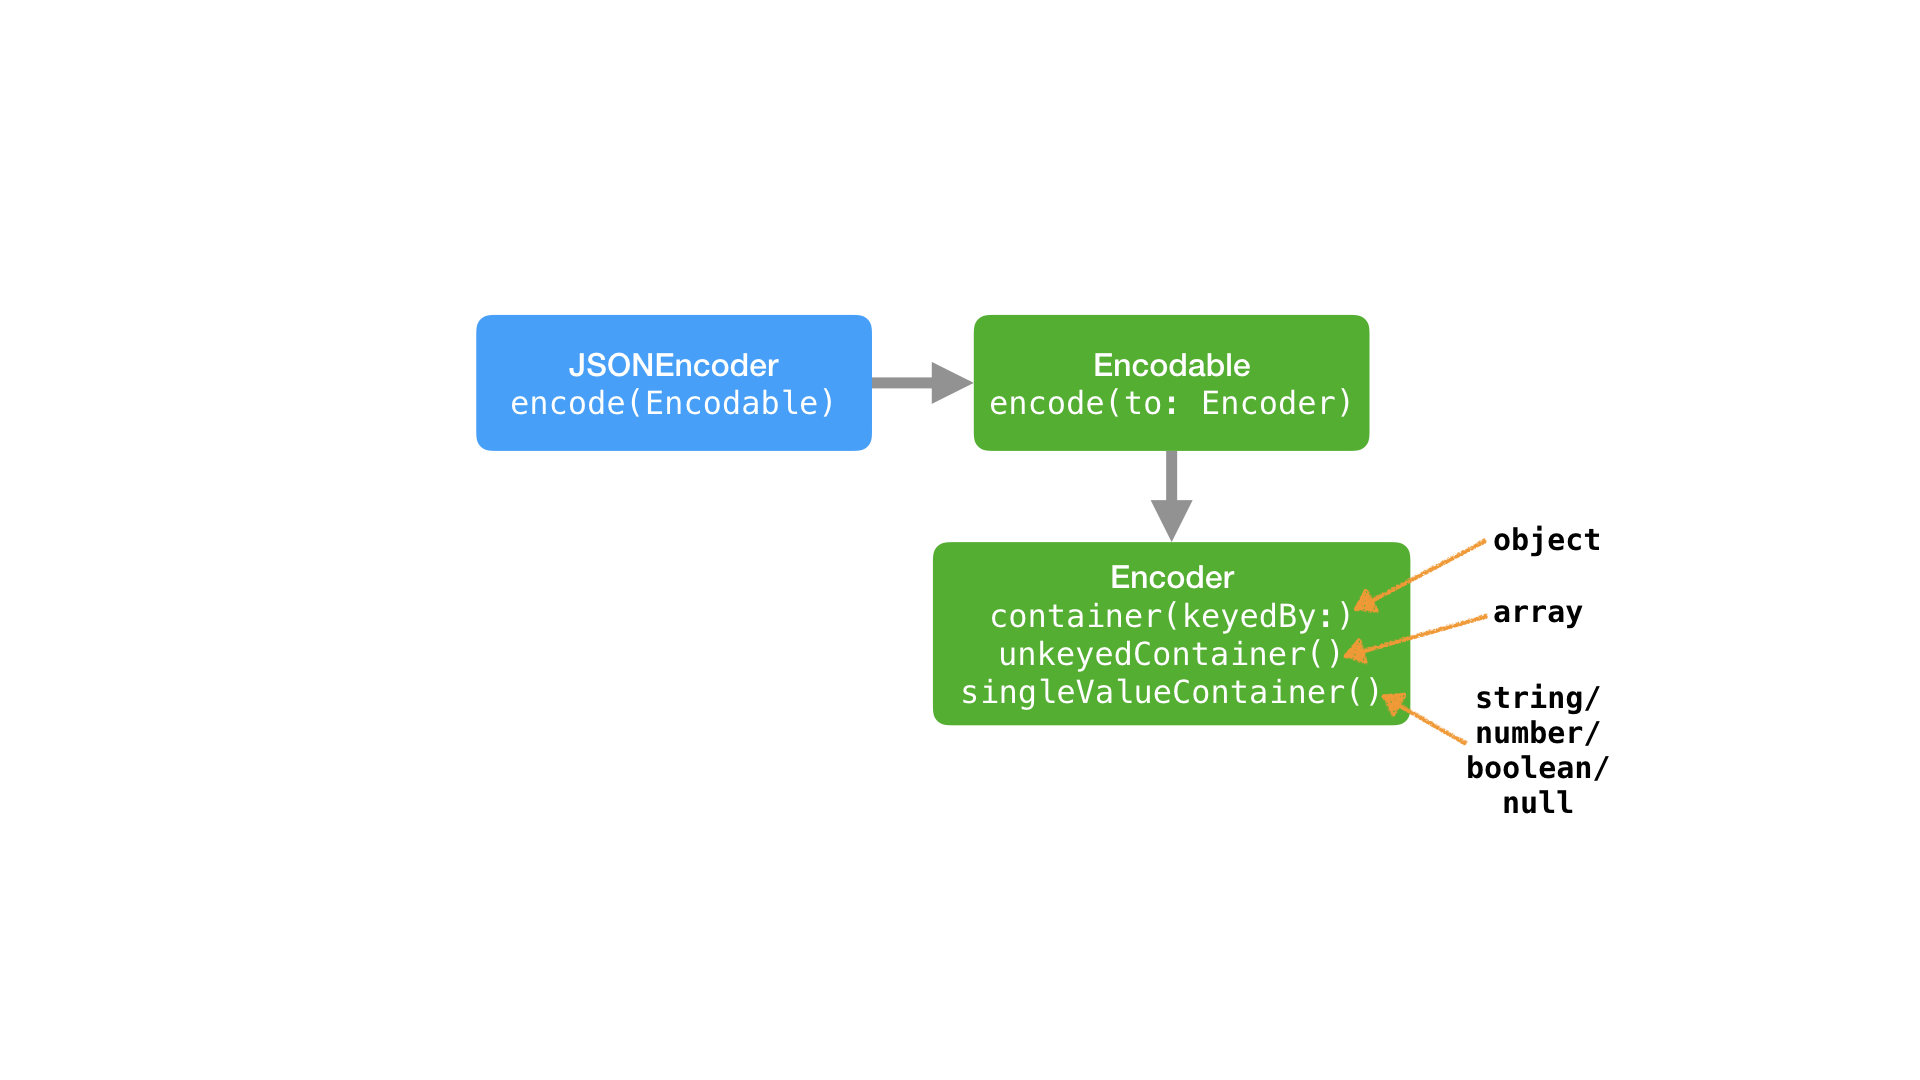 JSONEncoder
encode(Encodable)
Encodable
encode(to: Encoder)
Encoder
container(keyedBy:)
unkeyedContainer()
singleValueContainer()
object
array
string/
number/
boolean/
null